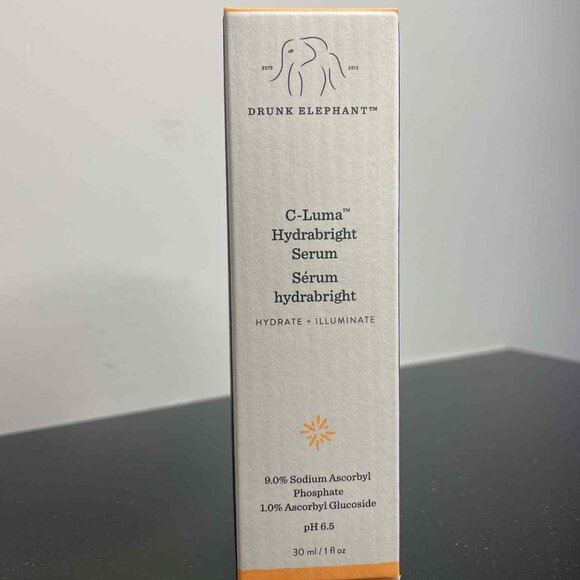 ESTD 2012
DRUNK ELEPHANT™
C-Luma™
Hydrabright
Serum
Sérum
hydrabright
HYDRATE + ILLUMINATE
9.0% Sodium Ascorbyl
Phosphate
1.0% Ascorbyl Glucoside
pH 6.5
30 ml / 1 fl oz